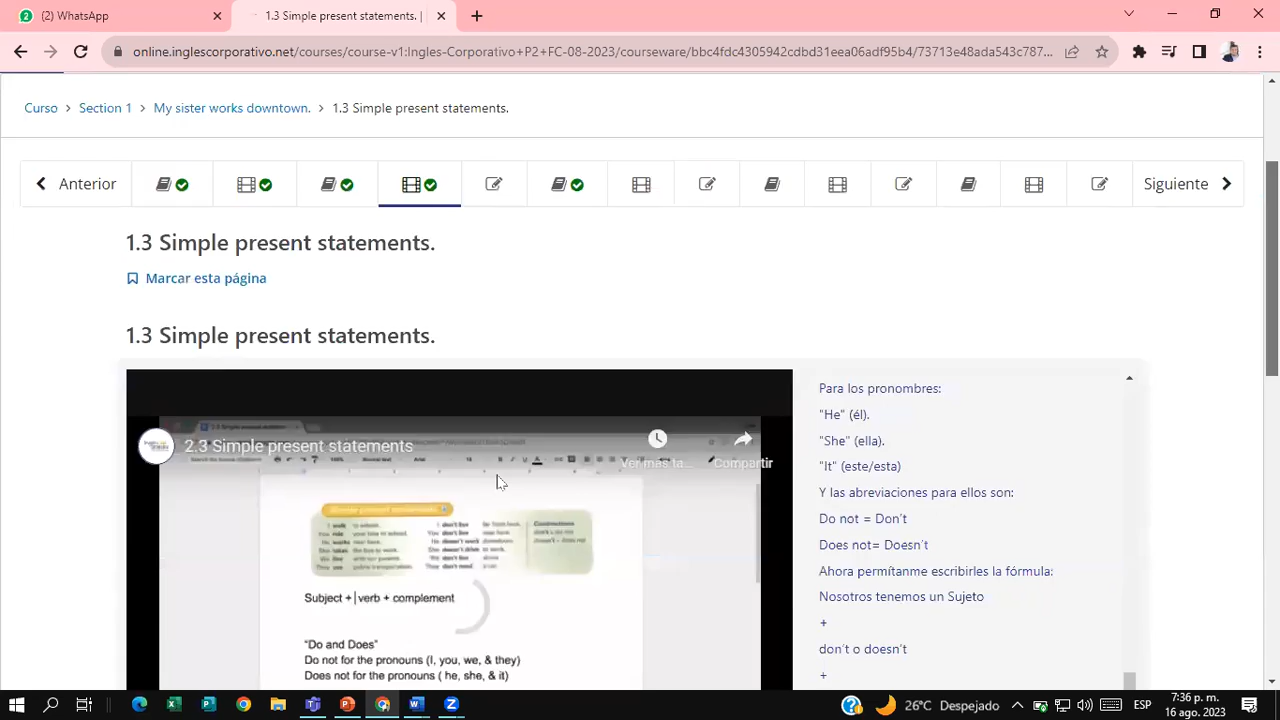 (2) WhatsApp
1.3 Simple present statements. |
online.inglescorporativo.net/courses/course-v1:Ingles-Corporativo+P2+FC-08-2023/courseware/bbc4fdc4305942cdbd31eea06adf95b4/73713e48ada543c787...
Curso > Section 1 > My sister works downtown. > 1.3 Simple present statements.
Anterior
Siguiente
1.3 Simple present statements.
Marcar esta página
1.3 Simple present statements.
2.3 Simple present statements
Ver más ta...
Compartir
Subject + verb + complement
"Do and Does"
Do not for the pronouns (I, you, we, & they)
Does not for the pronouns ( he, she, & it)
Para los pronombres:
"He" (él).
"She" (ella).
"It" (este/esta)
Y las abreviaciones para ellos son:
Do not = Don't
Does not= Doesn't
Ahora permítanme escribirles la fórmula:
Nosotros tenemos un Sujeto
+
don't o doesn't
+
26°C Despejado
ESP
7:36 p. m.
16 ago. 2023